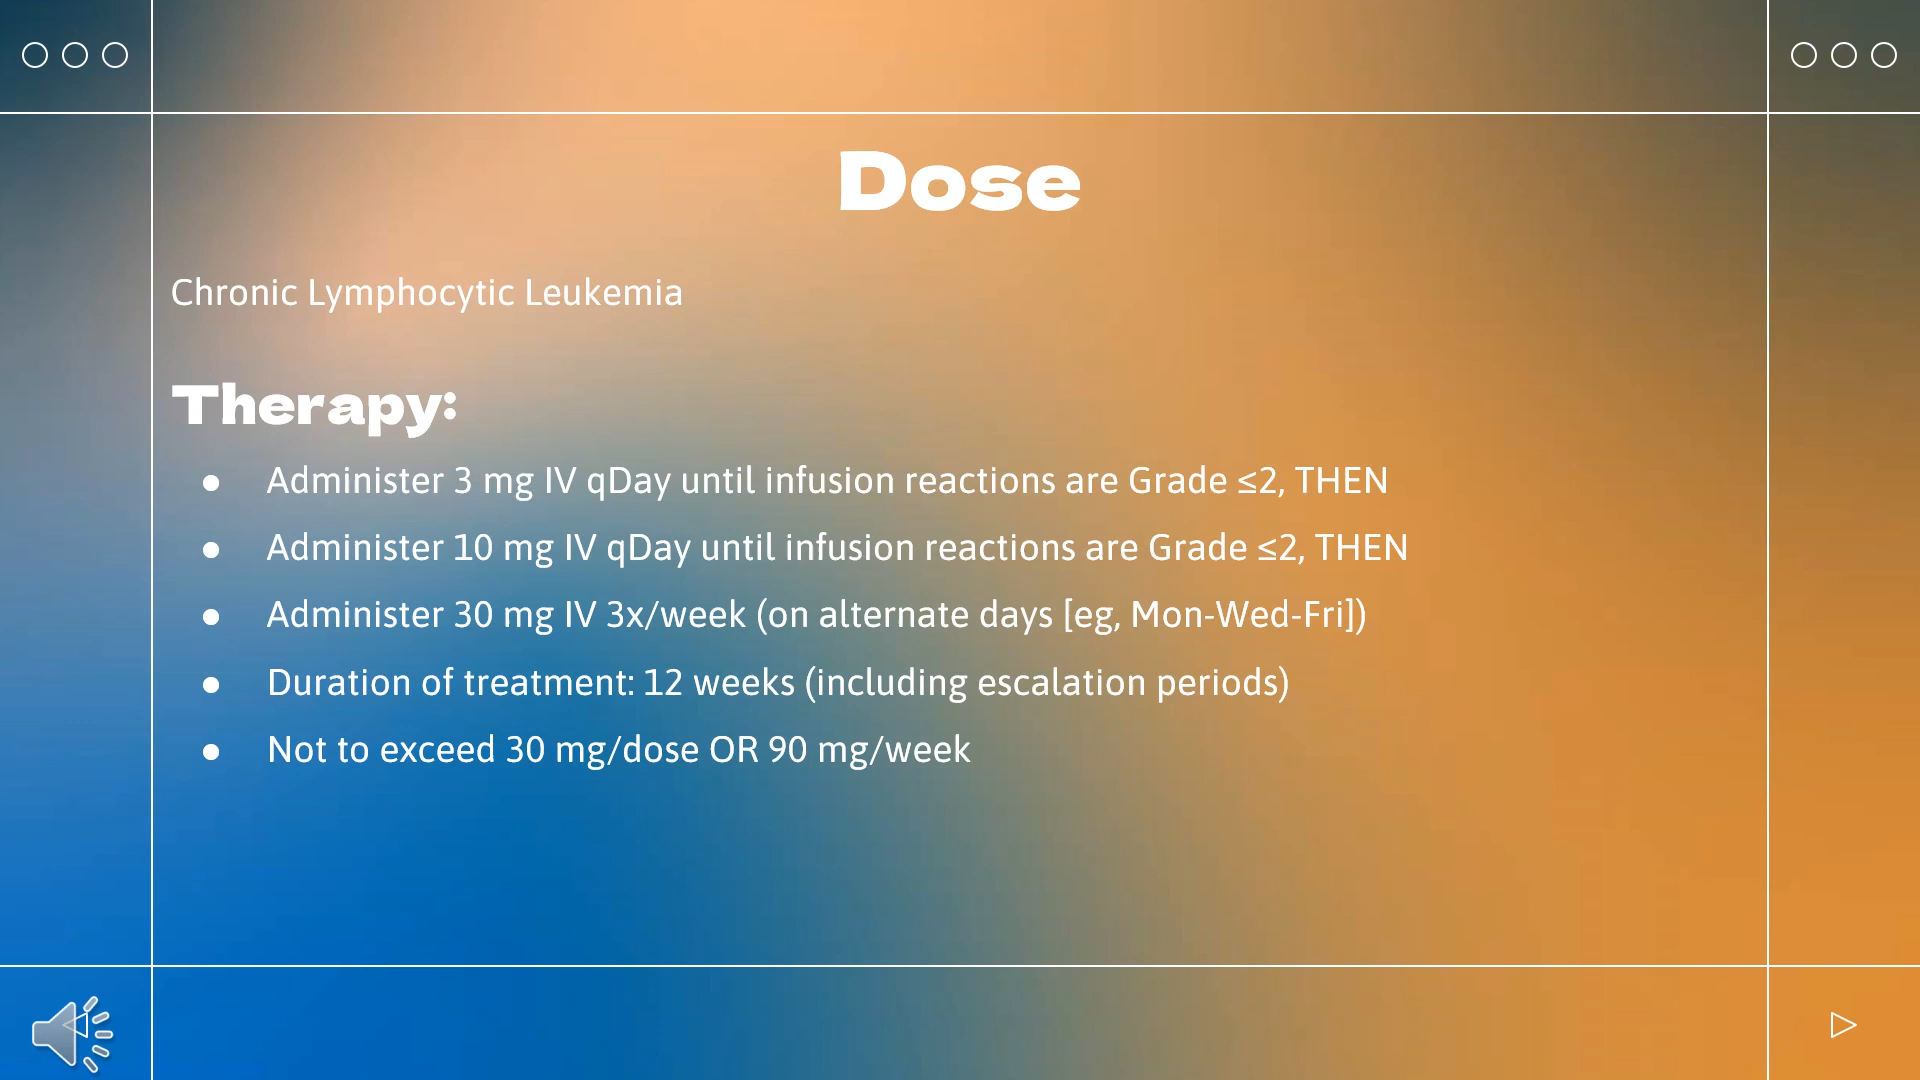 Dose
Chronic Lymphocytic Leukemia
Therapy:
● Administer 3 mg IV qDay until infusion reactions are Grade ≤2, THEN
● Administer 10 mg IV qDay until infusion reactions are Grade ≤2, THEN
● Administer 30 mg IV 3x/week (on alternate days [eg, Mon-Wed-Fri])
● Duration of treatment: 12 weeks (including escalation periods)
● Not to exceed 30 mg/dose OR 90 mg/week